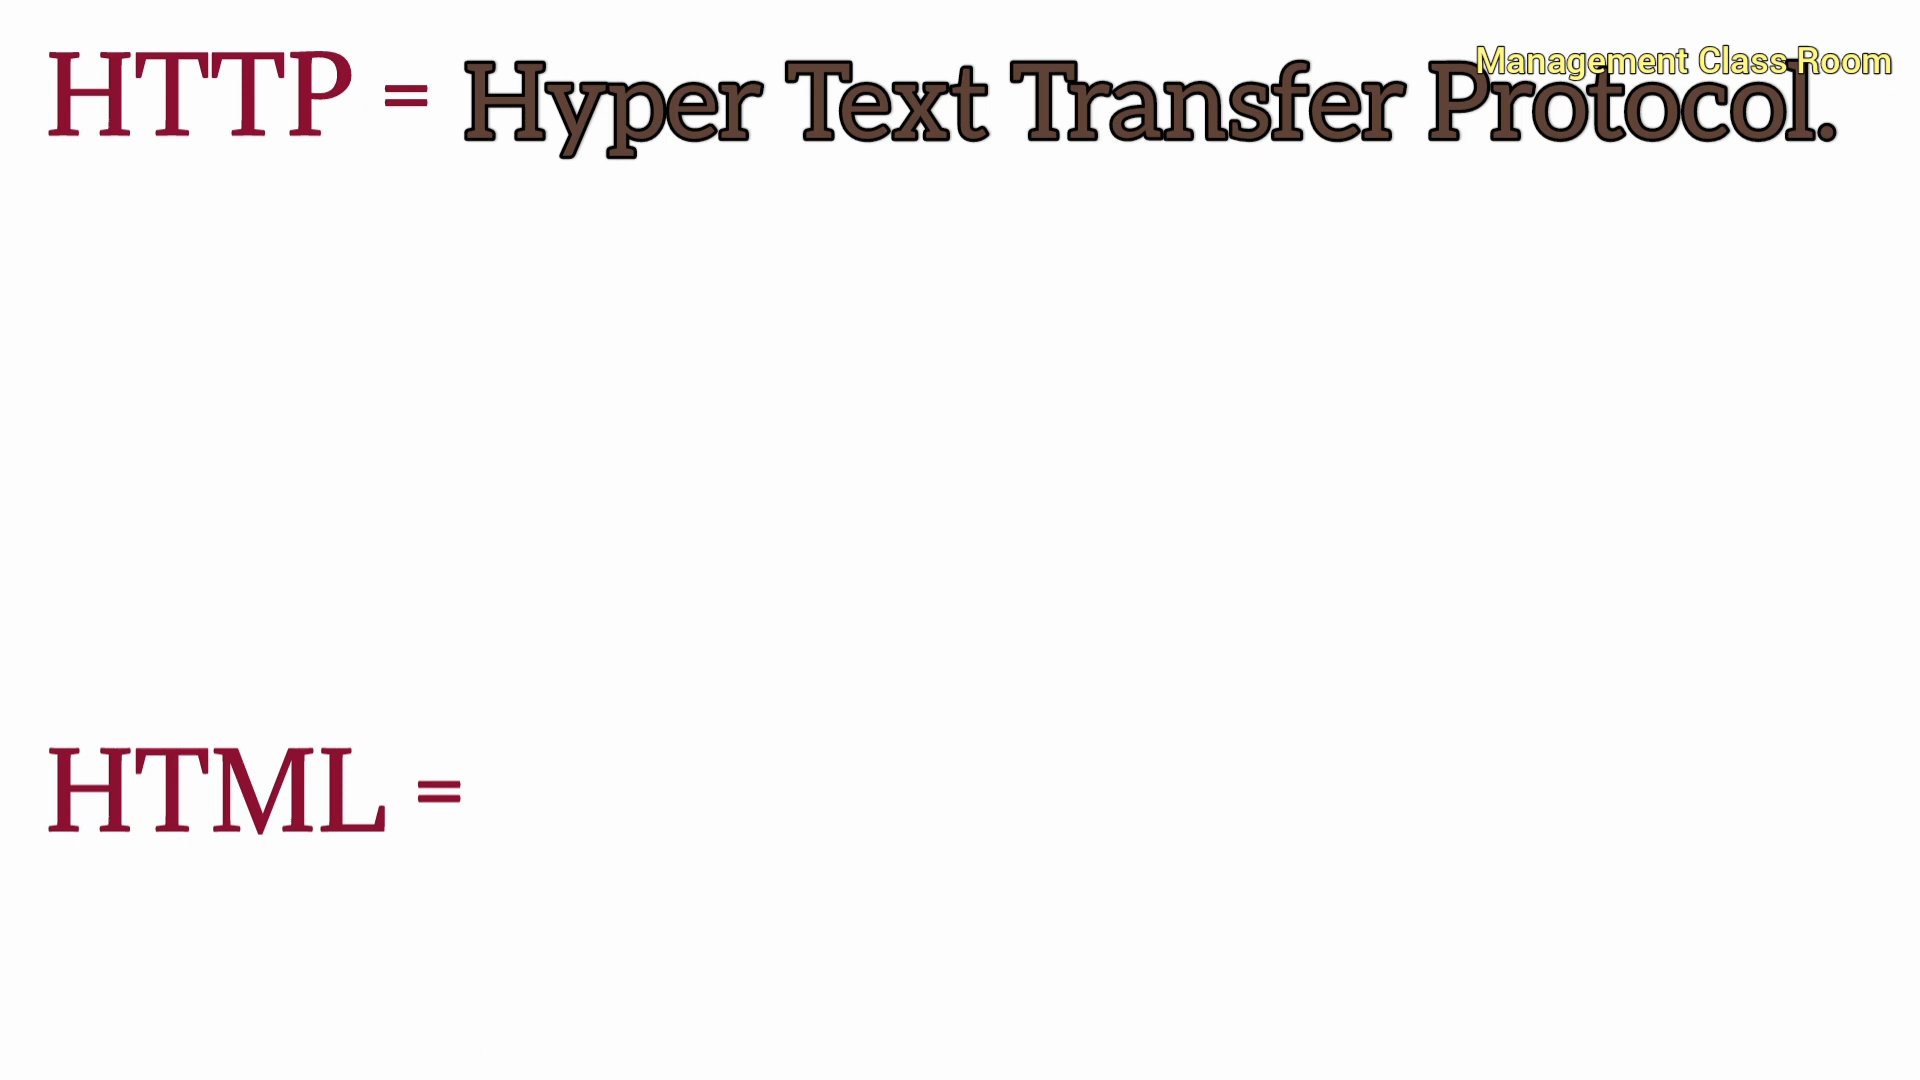 HTTP = Hyper Text Transfer Protocol.
Management Class Room
HTML =